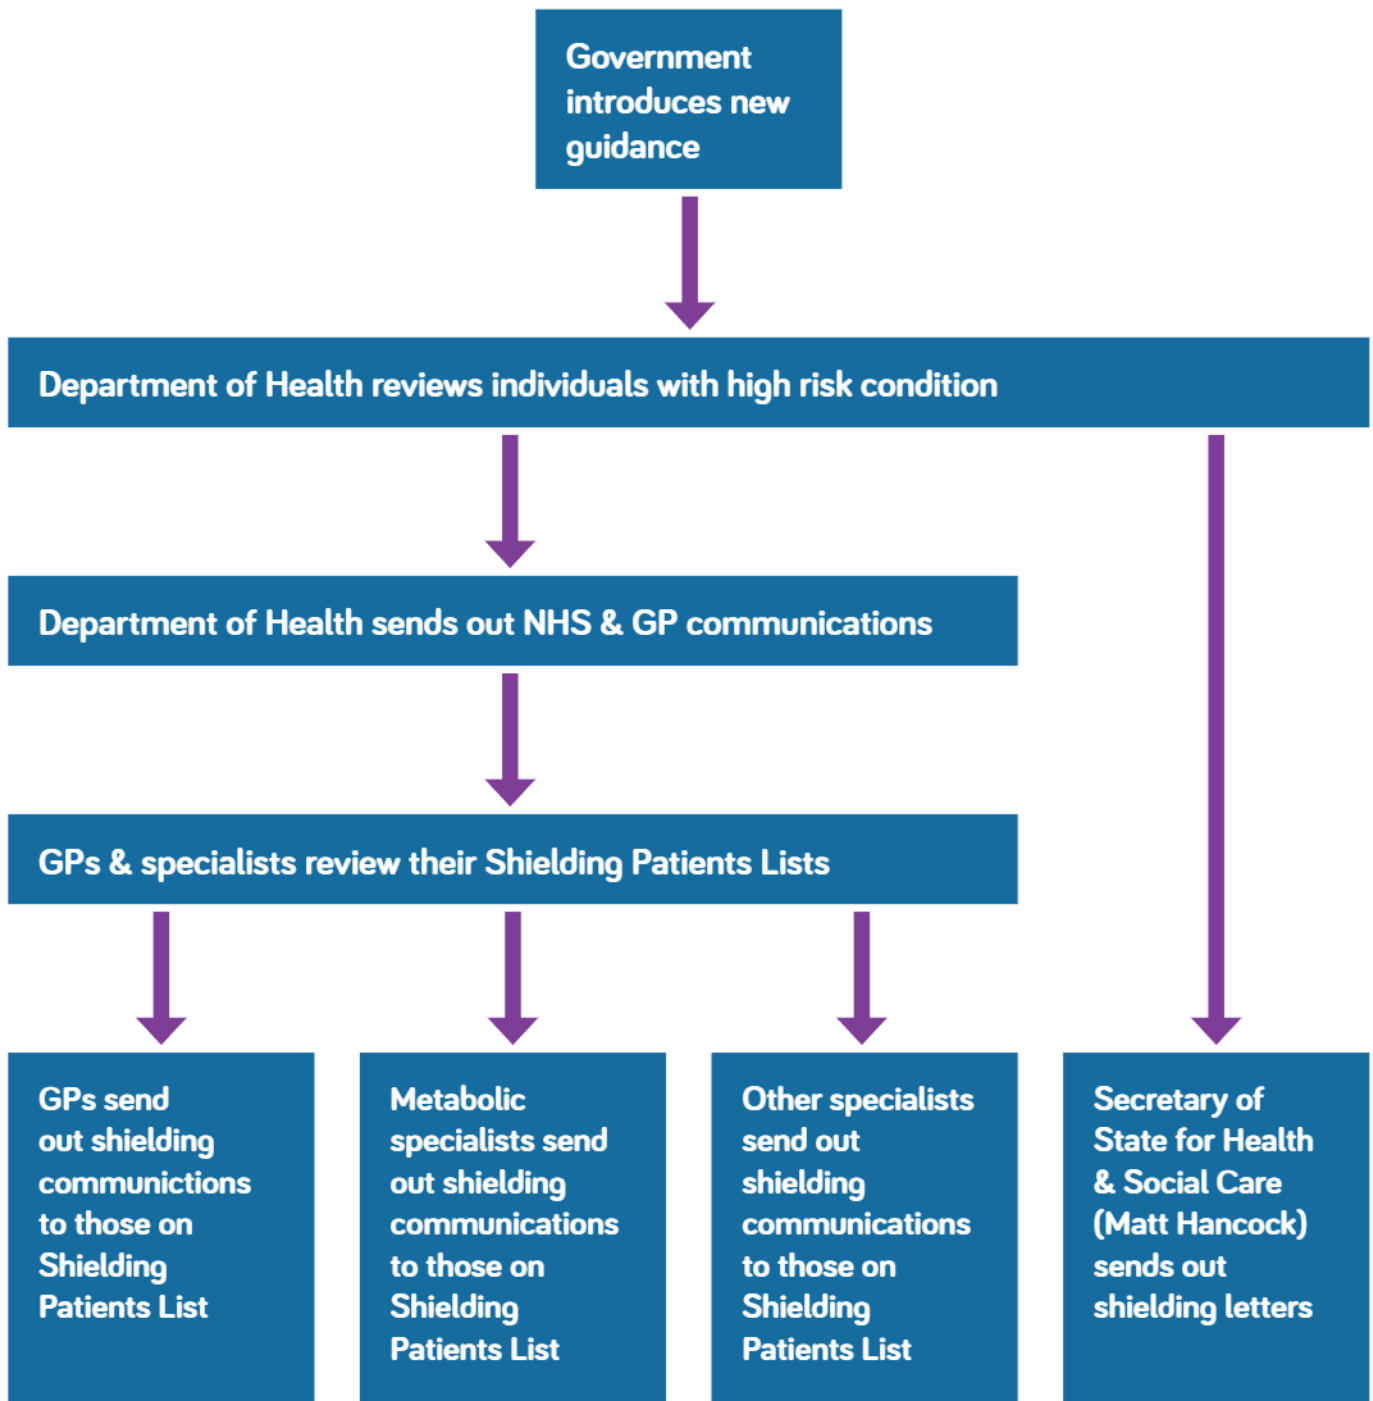 Government
introduces new
guidance
Department of Health reviews individuals with high risk condition
Department of Health sends out NHS & GP communications
GPs & specialists review their Shielding Patients Lists
GPs send
out shielding
communictions
to those on
Shielding
Patients List
Metabolic
specialists send
out shielding
communications
to those on
Shielding
Patients List
Other specialists
send out
shielding
communications
to those on
Shielding
Patients List
Secretary of
State for Health
& Social Care
(Matt Hancock)
sends out
shielding letters